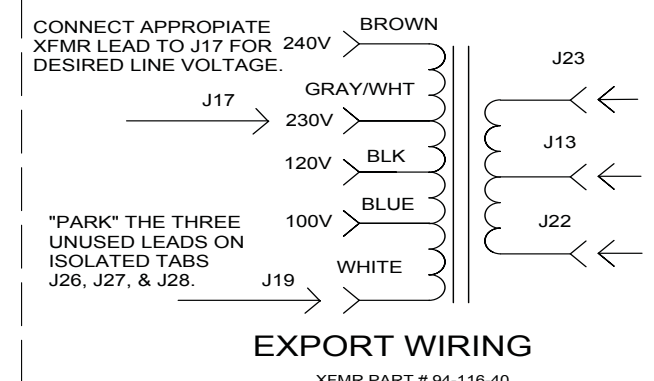 CONNECT APPROPIATE
XFMR LEAD TO J17 FOR
DESIRED LINE VOLTAGE.
240V
BROWN
J23
GRAY/WHT
J17
230V
J13
BLK
120V
BLUE
100V
J22
"PARK" THE THREE
UNUSED LEADS ON
ISOLATED TABS
J26, J27, & J28.
WHITE
J19
EXPORT WIRING
XFMR PART # 94-116-40